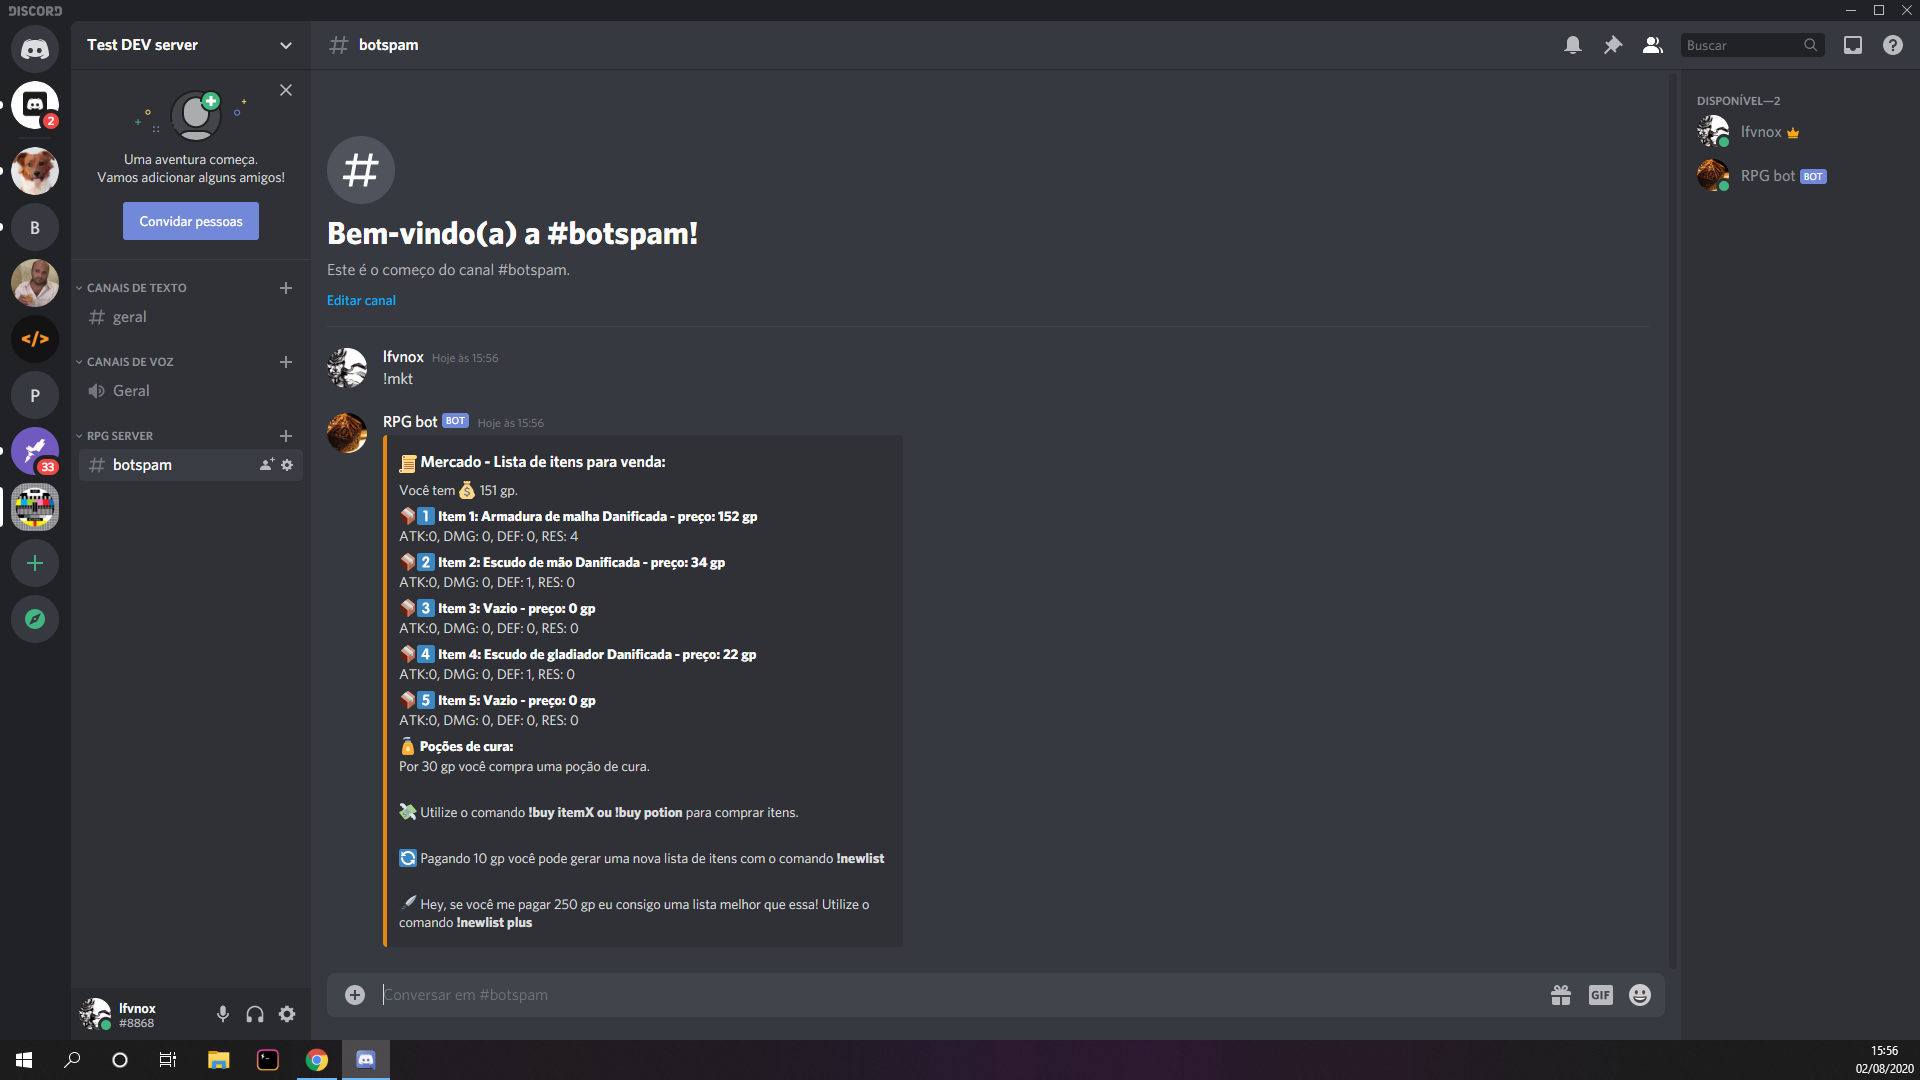 DISCORD
Test DEV server
botspam
Buscar
2
Uma aventura começa.
Vamos adicionar alguns amigos!
Convidar pessoas
B
</>
P
33
CANAIS DE TEXTO
geral
CANAIS DE VOZ
Geral
RPG SERVER
botspam
Bem-vindo(a) a #botspam!
Este é o começo do canal #botspam.
Editar canal
lfvnox Hoje às 15:56
!mkt
RPG bot BOT Hoje às 15:56
Mercado - Lista de itens para venda:
Você tem 151 gp.
1 Item 1: Armadura de malha Danificada - preço: 152 gp
ATK:0, DMG: 0, DEF: 0, RES: 4
2 Item 2: Escudo de mão Danificada - preço: 34 gp
ATK:0, DMG: 0, DEF: 1, RES: 0
3 Item 3: Vazio - preço: 0 gp
ATK:0, DMG: 0, DEF: 0, RES: 0
4 Item 4: Escudo de gladiador Danificada - preço: 22 gp
ATK:0, DMG: 0, DEF: 1, RES: 0
5 Item 5: Vazio - preço: 0 gp
ATK:0, DMG: 0, DEF: 0, RES: 0
Poções de cura:
Por 30 gp você compra uma poção de cura.
Utilize o comando !buy itemX ou !buy potion para comprar itens.
Pagando 10 gp você pode gerar uma nova lista de itens com o comando !newlist
Hey, se você me pagar 250 gp eu consigo uma lista melhor que essa! Utilize o
comando !newlist plus
Conversar em #botspam
GIF
DISPONÍVEL—2
lfvnox
RPG bot BOT
lfvnox
#8868
15:56
02/08/2020